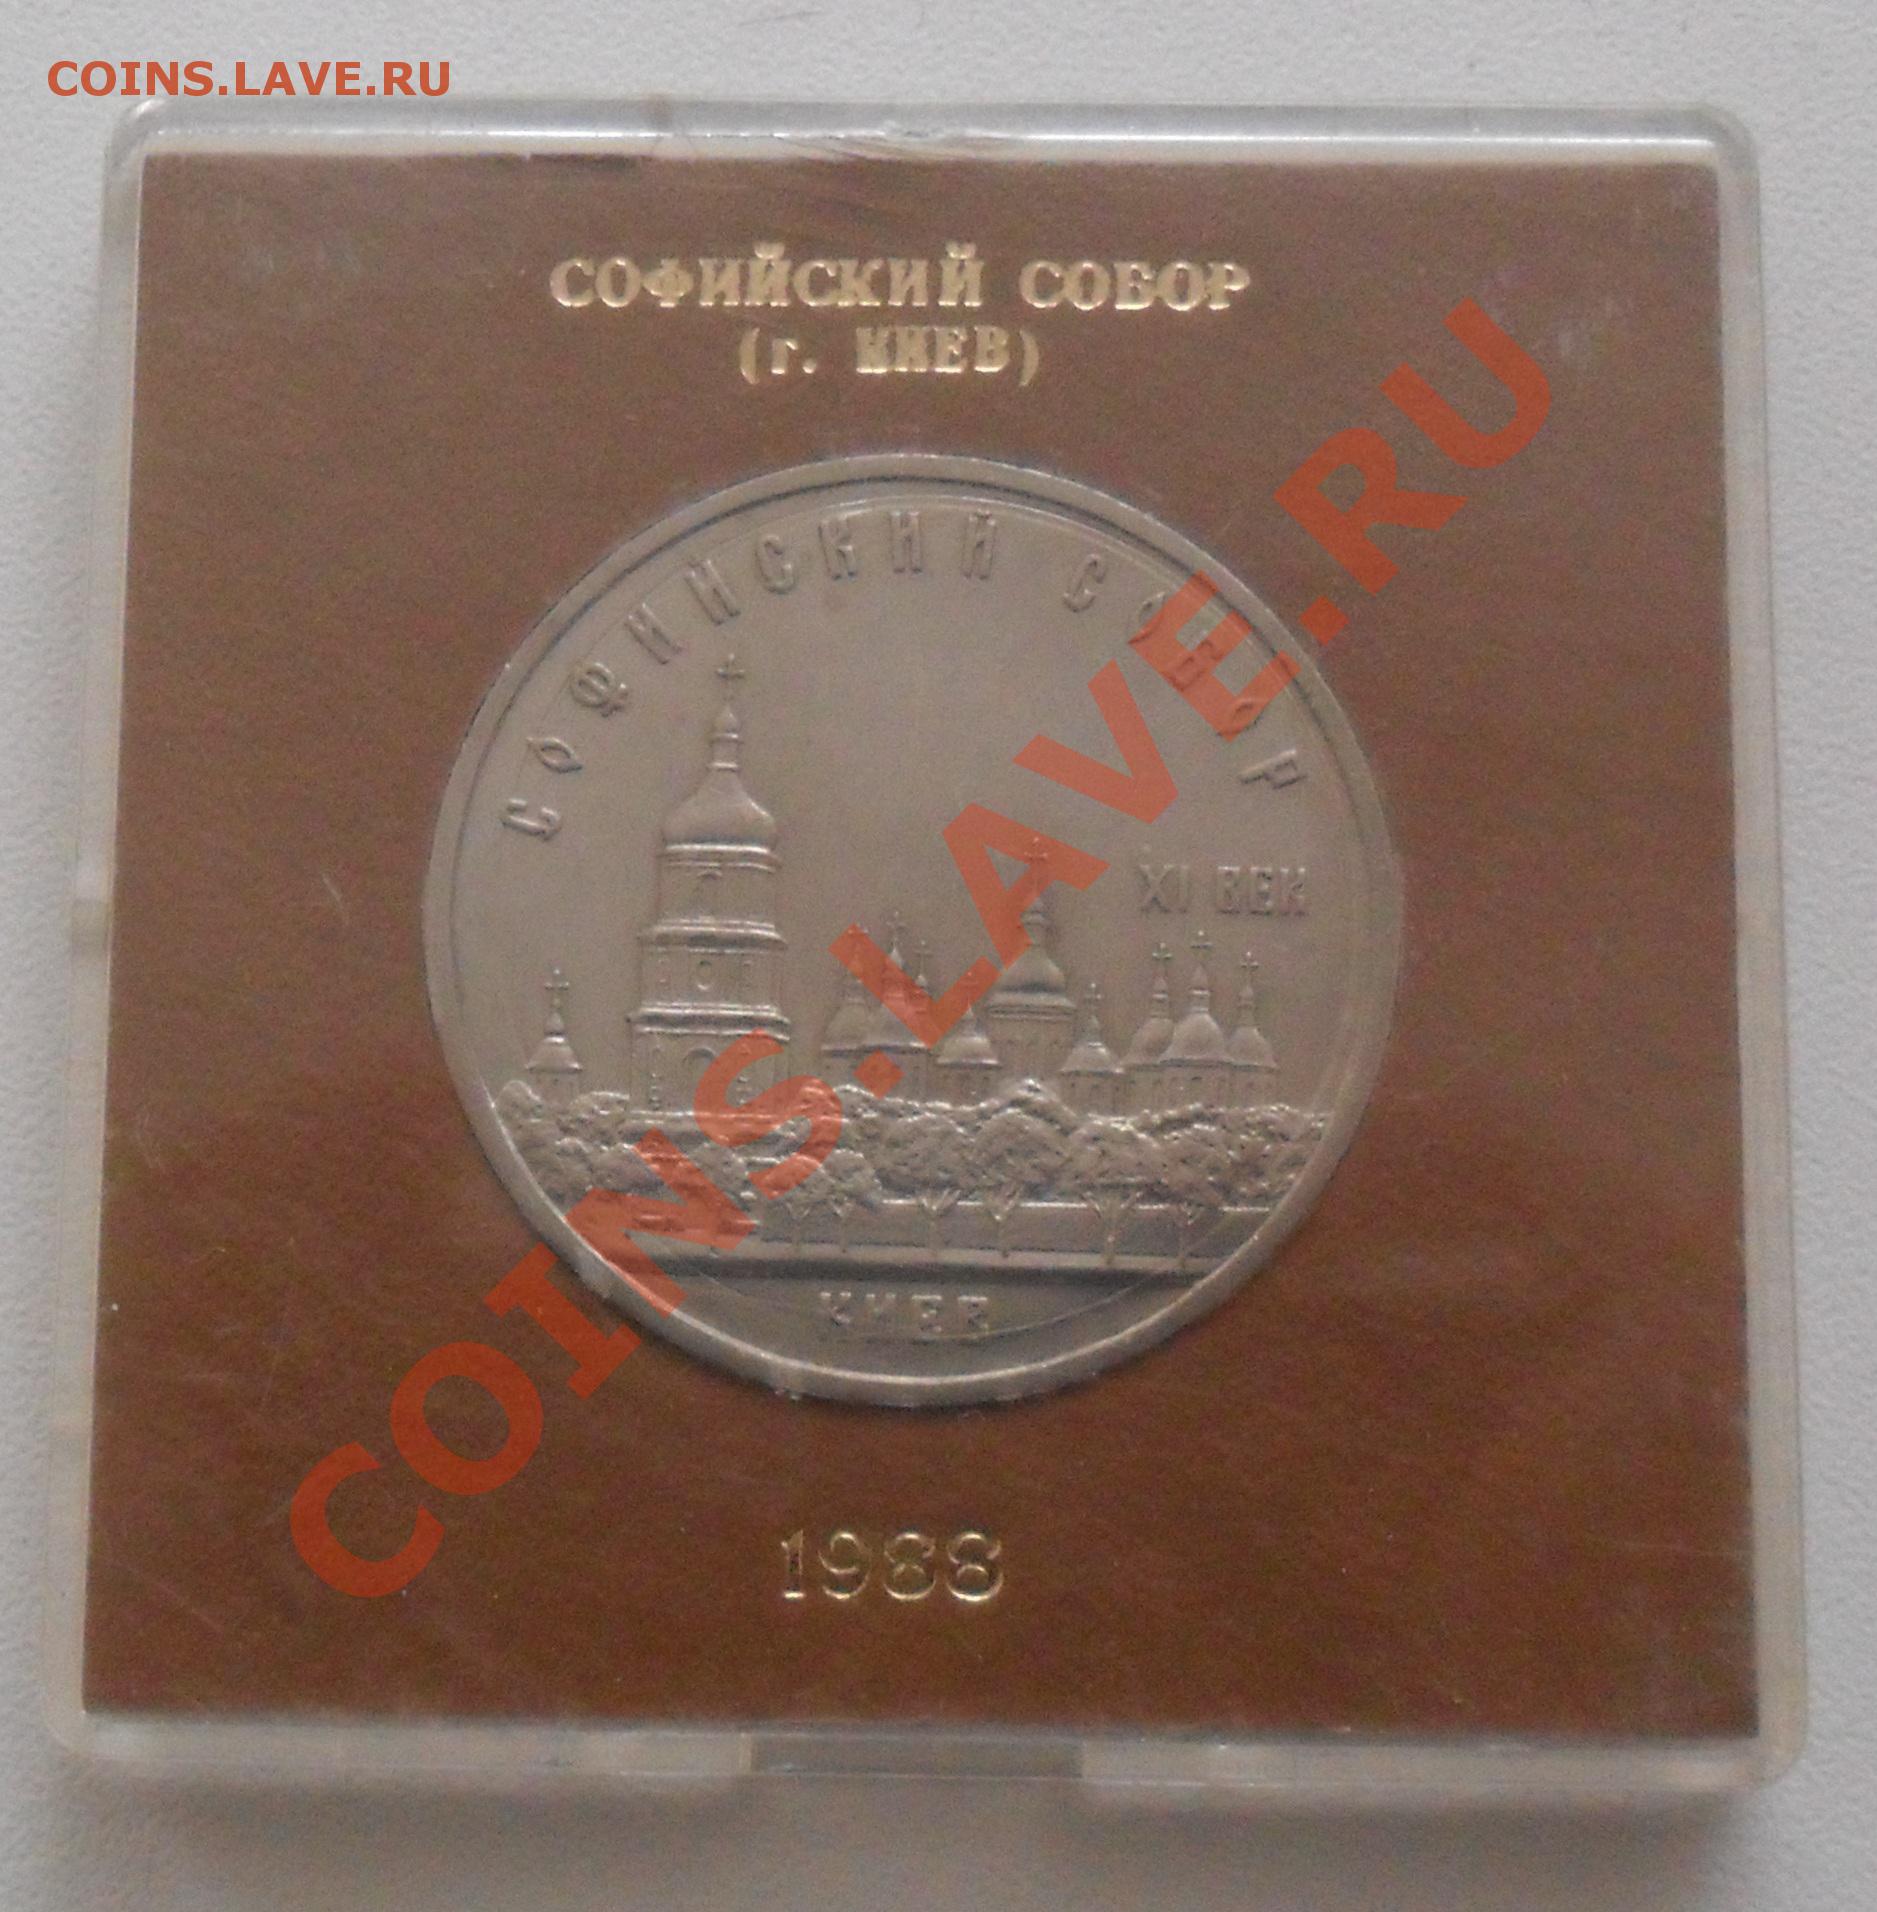 COINS.LAVE.RU
СОФИЙСКИЙ СОБОР
(г. КИЕВ)
СОФИЙСКИЙ СОБОР
XI ВЕК
КИЕВ
1988
COINS.LAVE.RU